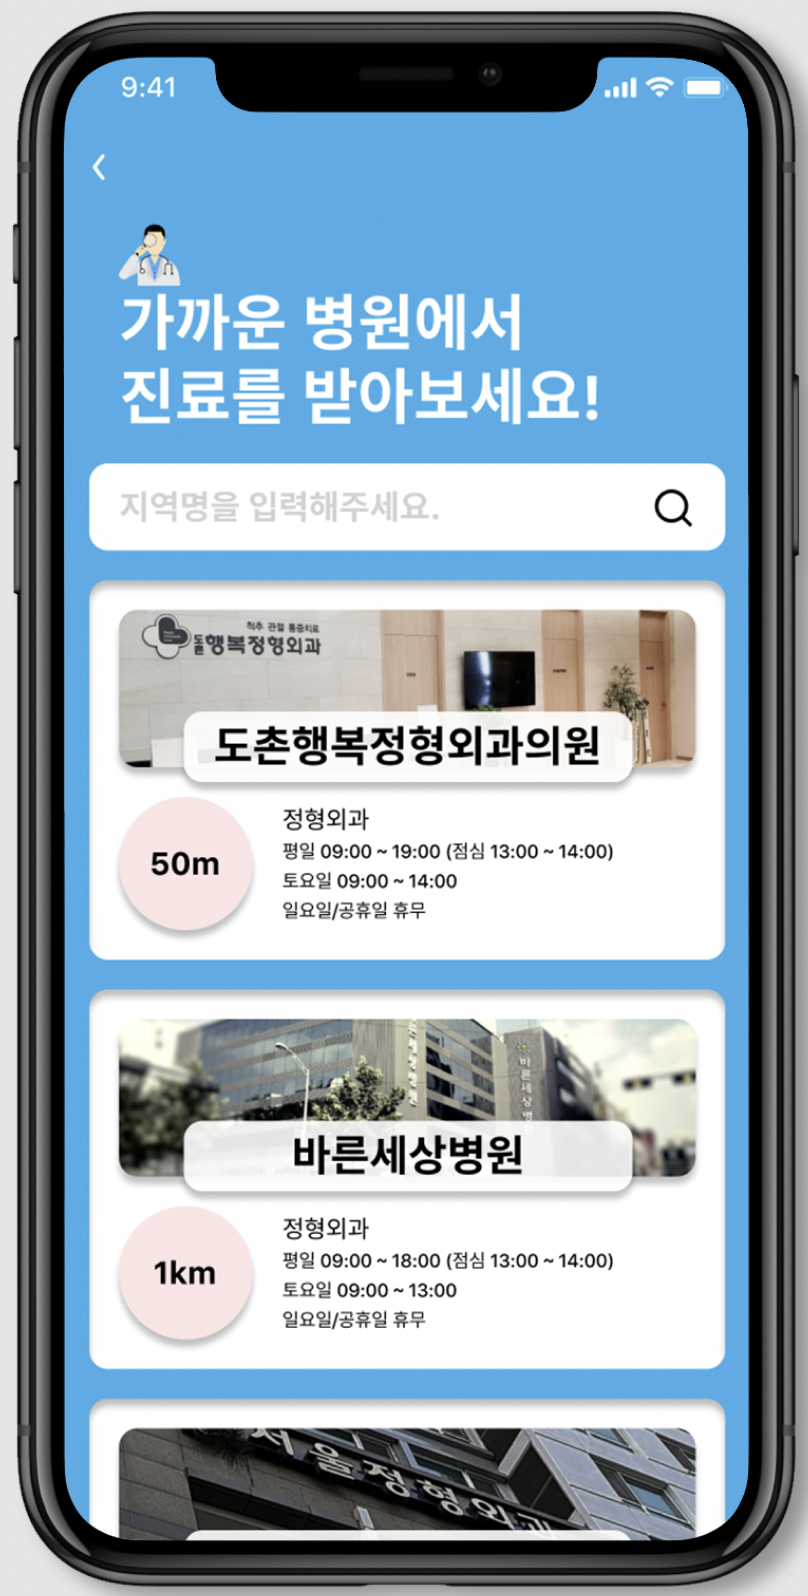 9:41
가까운 병원에서
진료를 받아보세요!
지역명을 입력해주세요.
척추 관절 통증치료
도촌행복정형외과
도촌행복정형외과의원
50m
정형외과
평일 09:00 ~ 19:00 (점심 13:00 ~ 14:00)
토요일 09:00 ~ 14:00
일요일/공휴일 휴무
바른세상병원
바른세상병원
1km
정형외과
평일 09:00 ~ 18:00 (점심 13:00 ~ 14:00)
토요일 09:00 ~ 13:00
일요일/공휴일 휴무
서울정형외과